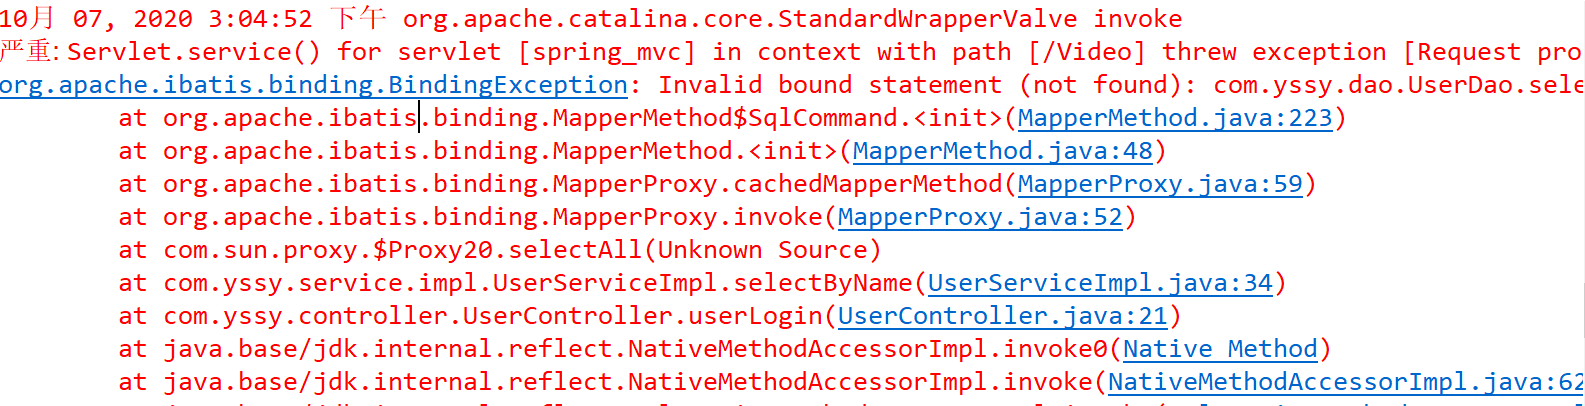 10月 07, 2020 3:04:52 下午 org.apache.catalina.core.StandardWrapperValve invoke
严重: Servlet.service() for servlet [spring_mvc] in context with path [/Video] threw exception [Request pro
org.apache.ibatis.binding.BindingException: Invalid bound statement (not found): com.yssy.dao.UserDao.sele
at org.apache.ibatis.binding.MapperMethod$SqlCommand.<init>(MapperMethod.java:223)
at org.apache.ibatis.binding.MapperMethod.<init>(MapperMethod.java:48)
at org.apache.ibatis.binding.MapperProxy.cachedMapperMethod(MapperProxy.java:59)
at org.apache.ibatis.binding.MapperProxy.invoke(MapperProxy.java:52)
at com.sun.proxy.$Proxy20.selectAll(Unknown Source)
at com.yssy.service.impl.UserServiceImpl.selectByName(UserServiceImpl.java:34)
at com.yssy.controller.UserController.userLogin(UserController.java:21)
at java.base/jdk.internal.reflect.NativeMethodAccessorImpl.invoke0(Native Method)
at java.base/jdk.internal.reflect.NativeMethodAccessorImpl.invoke(NativeMethodAccessorImpl.java:62